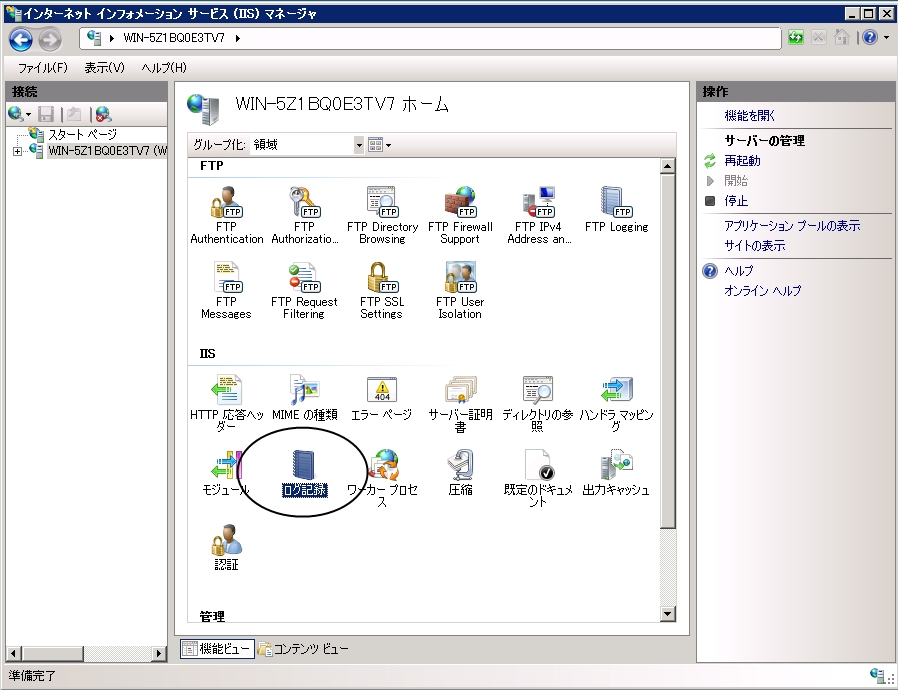 インターネット インフォメーション サービス (IIS) マネージャ
WIN-5Z1BQ0E3TV7
ファイル(F) 表示(V) ヘルプ(H)
接続
スタート ページ
WIN-5Z1BQ0E3TV7 (W
WIN-5Z1BQ0E3TV7 ホーム
グループ化: 領域
FTP
FTP Authentication
FTP Authorizatio...
FTP Directory Browsing
FTP Firewall Support
FTP IPv4 Address an...
FTP Logging
FTP Messages
FTP Request Filtering
FTP SSL Settings
FTP User Isolation
IIS
HTTP 応答ヘッダー
MIME の種類
エラー ページ
サーバー証明書
ディレクトリの参照
ハンドラ マッピング
モジュール
ログ記録
ワーカー プロセス
圧縮
既定のドキュメント
出力キャッシュ
認証
管理
機能ビュー
コンテンツ ビュー
操作
機能を開く
サーバーの管理
再起動
開始
停止
アプリケーション プールの表示
サイトの表示
ヘルプ
オンライン ヘルプ
準備完了